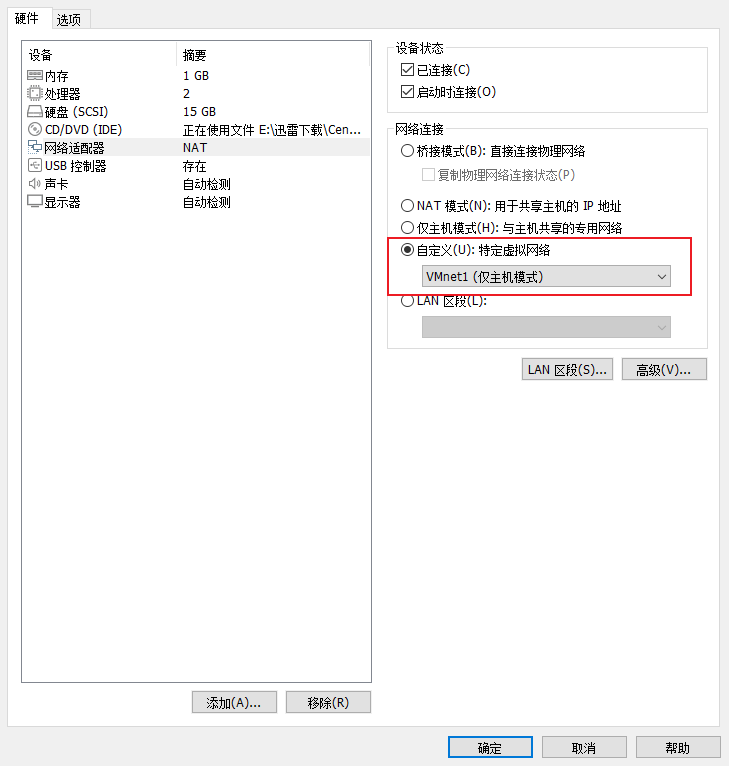 硬件 选项
设备 摘要
内存 1 GB
处理器 2
硬盘 (SCSI) 15 GB
CD/DVD (IDE) 正在使用文件 E:\迅雷下载\Cen...
网络适配器 NAT
USB 控制器 存在
声卡 自动检测
显示器 自动检测
添加(A)... 移除(R)
设备状态
已连接(C)
启动时连接(O)
网络连接
桥接模式(B): 直接连接物理网络
复制物理网络连接状态(P)
NAT 模式(N): 用于共享主机的 IP 地址
仅主机模式(H): 与主机共享的专用网络
自定义(U): 特定虚拟网络
VMnet1 (仅主机模式)
LAN 区段(L):
LAN 区段(S)... 高级(V)...
确定 取消 帮助